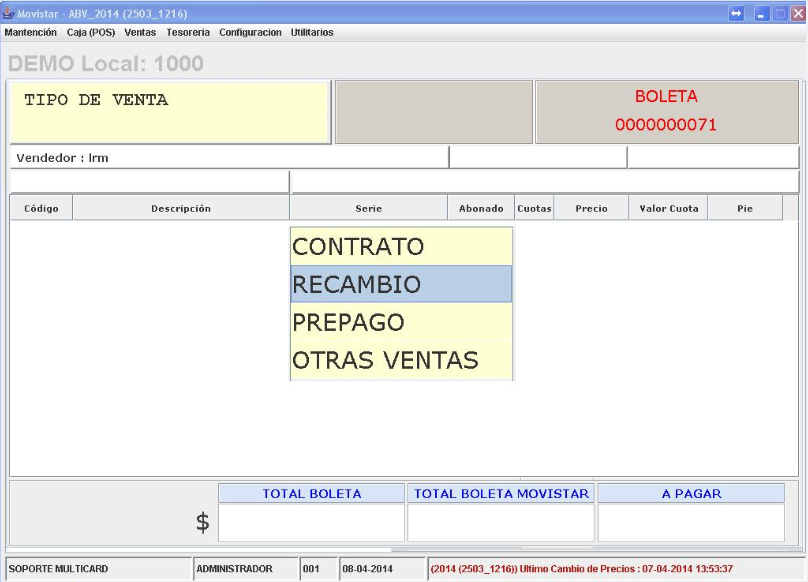 Movistar - ABV_2014 (2503_1216)
Mantención Caja (POS) Ventas Tesoreria Configuracion Utilitarios
DEMO Local: 1000
TIPO DE VENTA
BOLETA
0000000071
Vendedor : lrm
Código Descripción Serie Abonado Cuotas Precio Valor Cuota Pie
CONTRATO
RECAMBIO
PREPAGO
OTRAS VENTAS
TOTAL BOLETA TOTAL BOLETA MOVISTAR A PAGAR
$
SOPORTE MULTICARD ADMINISTRADOR 001 08-04-2014 (2014 (2503_1216)) Ultimo Cambio de Precios : 07-04-2014 13:53:37